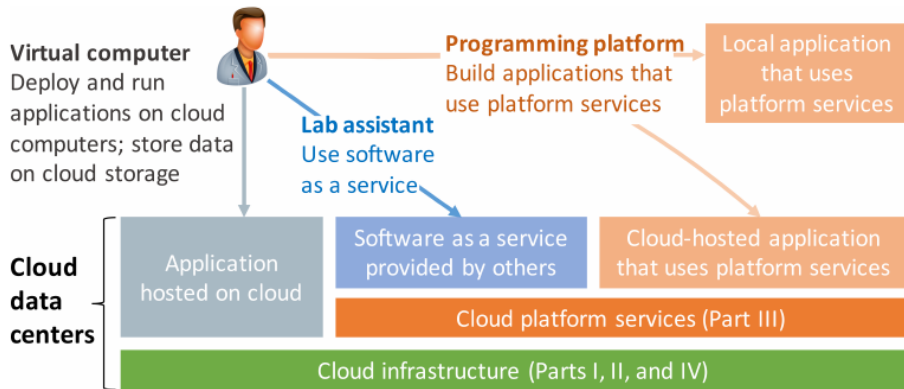 Virtual computer
Deploy and run
applications on cloud
computers; store data
on cloud storage
Programming platform
Build applications that
use platform services
Local application
that uses
platform services
Lab assistant
Use software
as a service
Cloud
data
centers
Application
hosted on cloud
Software as a service
provided by others
Cloud-hosted application
that uses platform services
Cloud platform services (Part III)
Cloud infrastructure (Parts I, II, and IV)